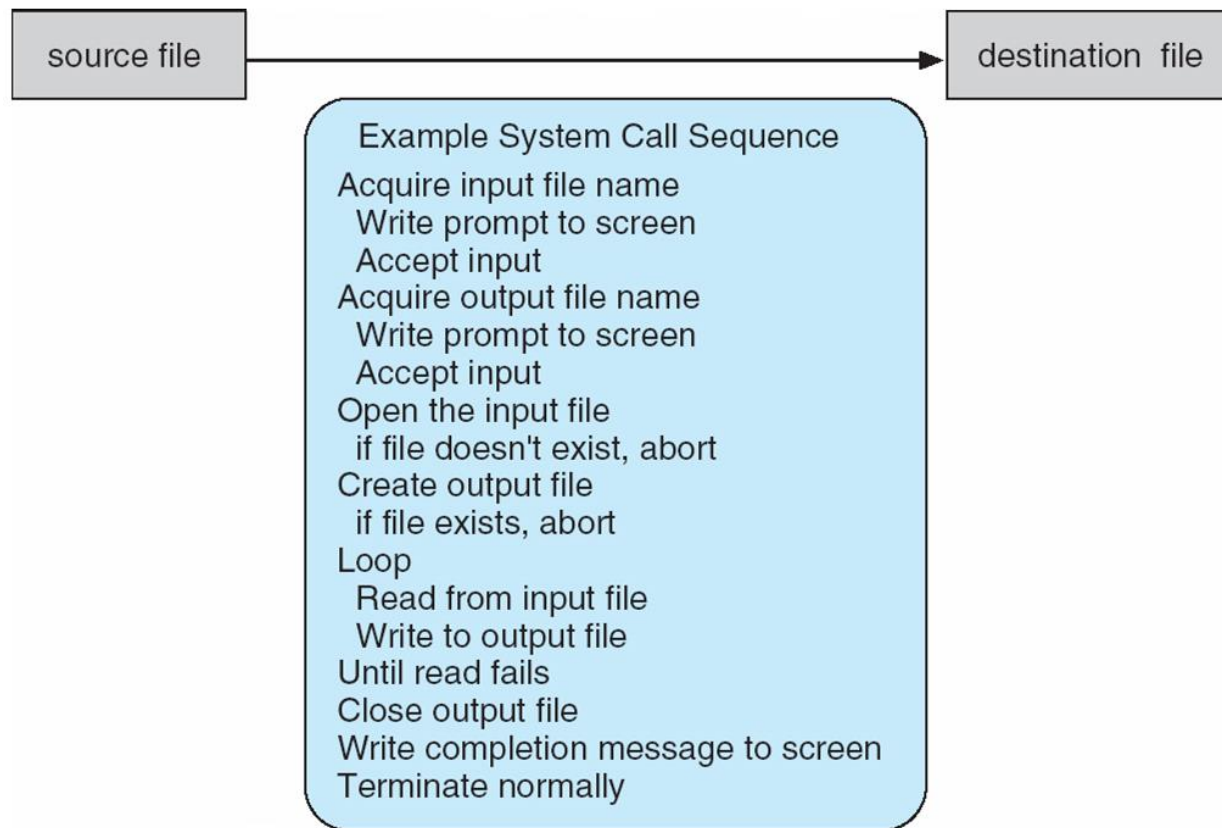 source file
destination file
Example System Call Sequence
Acquire input file name
Write prompt to screen
Accept input
Acquire output file name
Write prompt to screen
Accept input
Open the input file
if file doesn't exist, abort
Create output file
if file exists, abort
Loop
Read from input file
Write to output file
Until read fails
Close output file
Write completion message to screen
Terminate normally